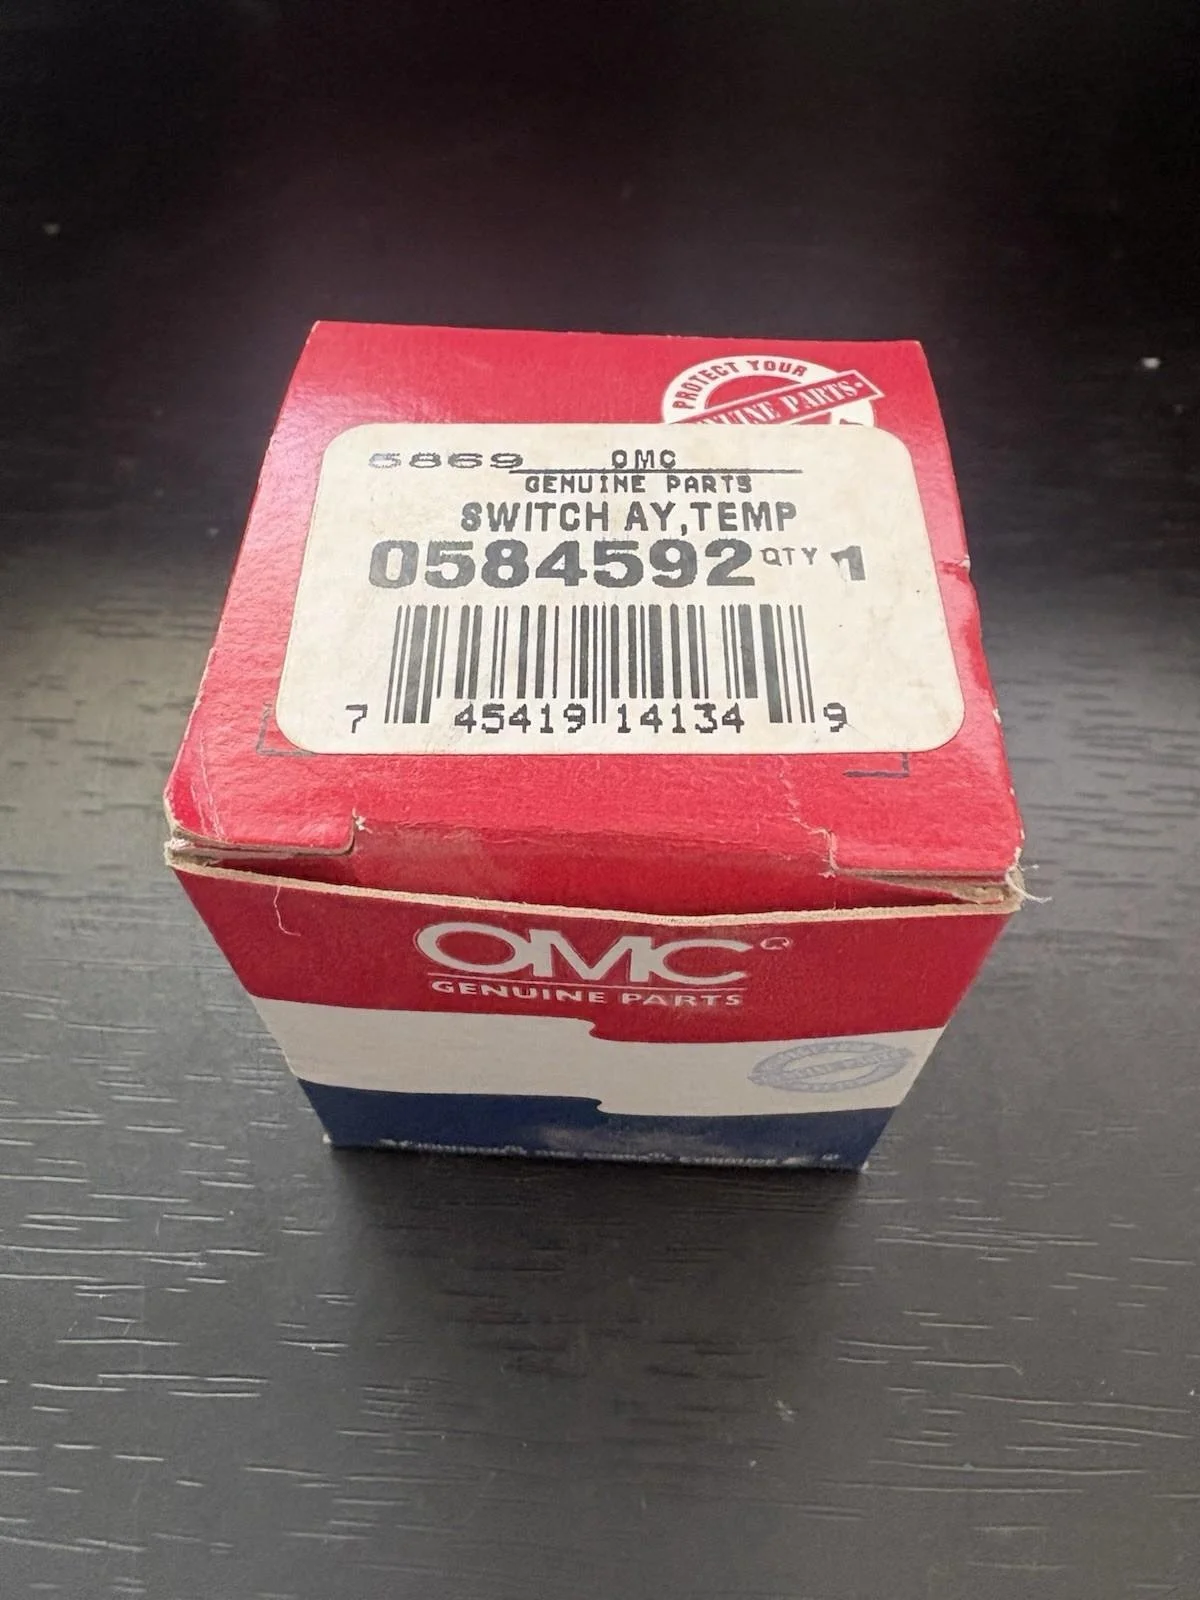 PROTECT YOUR
GENUINE PARTS
5869 OMC
GENUINE PARTS
SWITCH AY,TEMP
0584592 QTY 1
7 45419 14134 9
OMC®
GENUINE PARTS